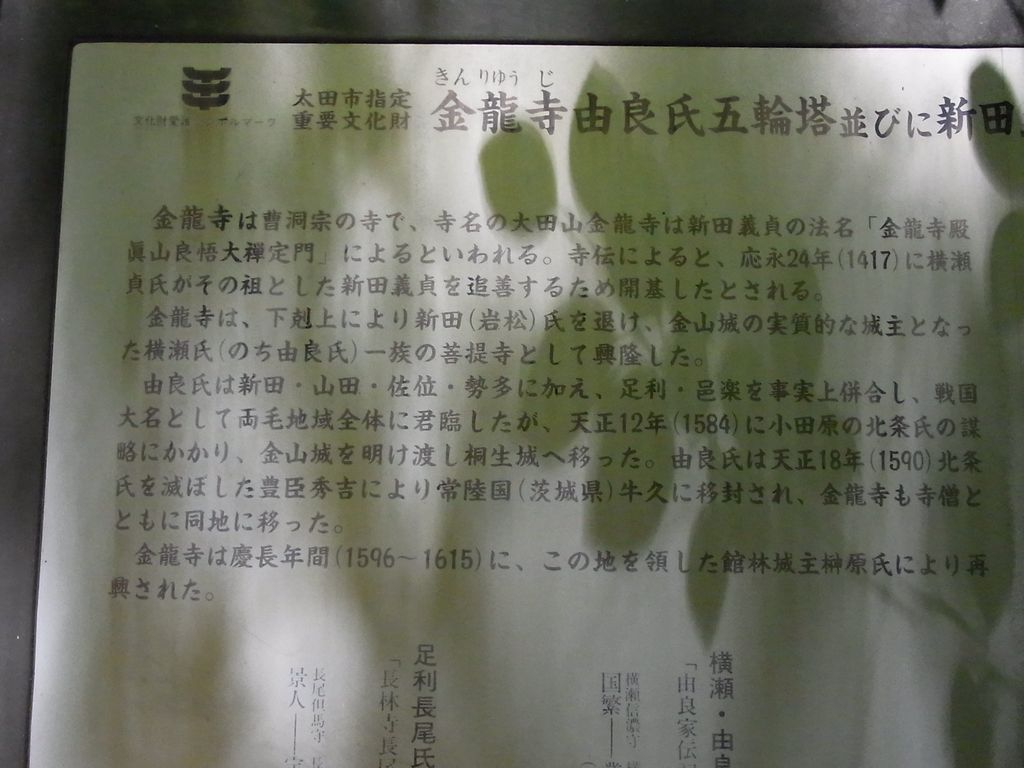 きんりゆうじ
太田市指定
重要文化財
金龍寺由良氏五輪塔並びに新田
金龍寺は曹洞宗の寺で、寺名の大田山金龍寺は新田義貞の法名「金龍寺殿
眞山良悟大禅定門」によるといわれる。寺伝によると、応永24年(1417)に横瀬
貞氏がその祖とした新田義貞を追善するため開基したとされる。
金龍寺は、下剋上により新田(岩松)氏を退け、金山城の実質的な城主となっ
た横瀬氏(のち由良氏)一族の菩提寺として興隆した。
由良氏は新田・山田・佐位・勢多に加え、足利・邑楽を事実上併合し、戦国
大名として両毛地域全体に君臨したが、天正12年(1584)に小田原の北条氏の謀
略にかかり、金山城を明け渡し桐生城へ移った。由良氏は天正18年(1590)北条
氏を滅ぼした豊臣秀吉により常陸国(茨城県)牛久に移封され、金龍寺も寺僧と
ともに同地に移った。
金龍寺は慶長年間(1596～1615)に、この地を領した館林城主榊原氏により再
興された。
横瀬・由良
「由良家伝
横瀬信濃守
国繁
足利長尾氏
「長林寺長尾
長尾但馬守
景人